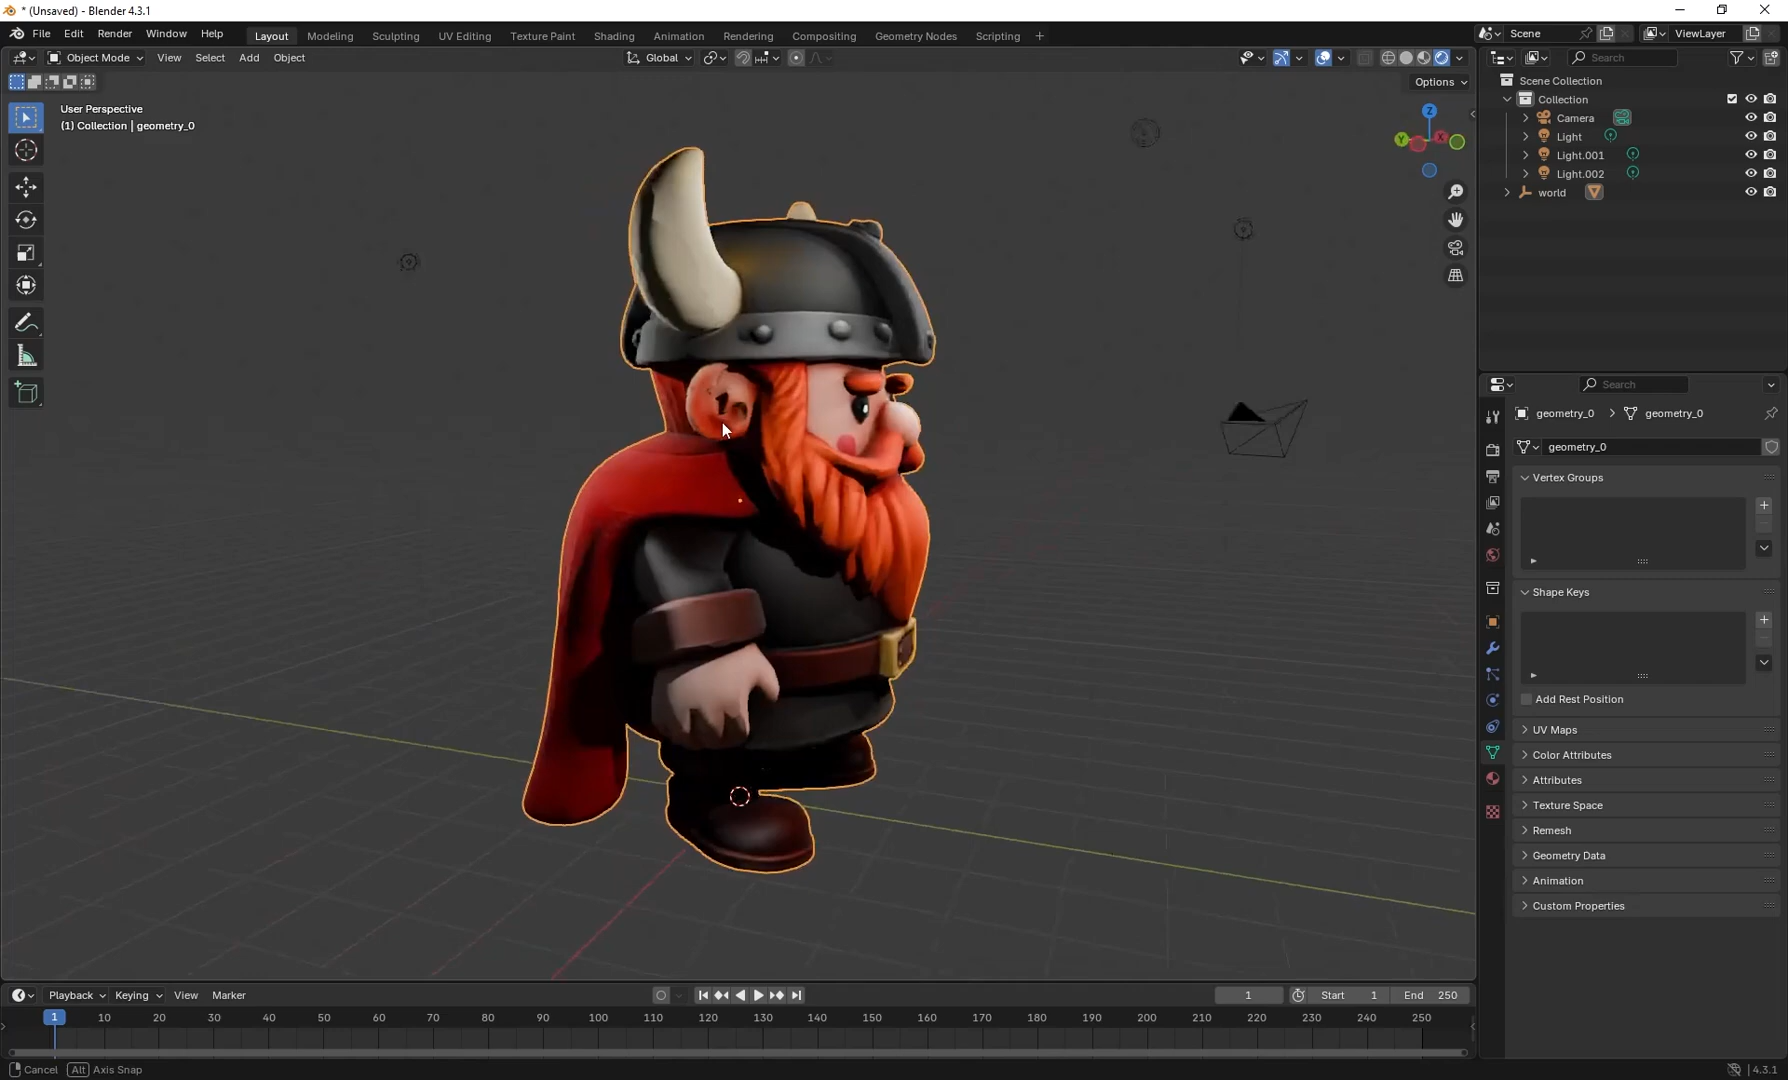 * (Unsaved) - Blender 4.3.1
File Edit Render Window Help
Layout Modeling Sculpting UV Editing Texture Paint Shading Animation Rendering Compositing Geometry Nodes Scripting +
Scene
ViewLayer
Object Mode View Select Add Object
Global
Search
Options
User Perspective
(1) Collection | geometry_0
Z
Y
X
Scene Collection
Collection
Camera
Light
Light.001
Light.002
world
Search
geometry_0 > geometry_0
geometry_0
Vertex Groups
Shape Keys
Add Rest Position
UV Maps
Color Attributes
Attributes
Texture Space
Remesh
Geometry Data
Animation
Custom Properties
Playback Keying View Marker
1 Start 1 End 250
1 10 20 30 40 50 60 70 80 90 100 110 120 130 140 150 160 170 180 190 200 210 220 230 240 250
Cancel Alt Axis Snap
4.3.1